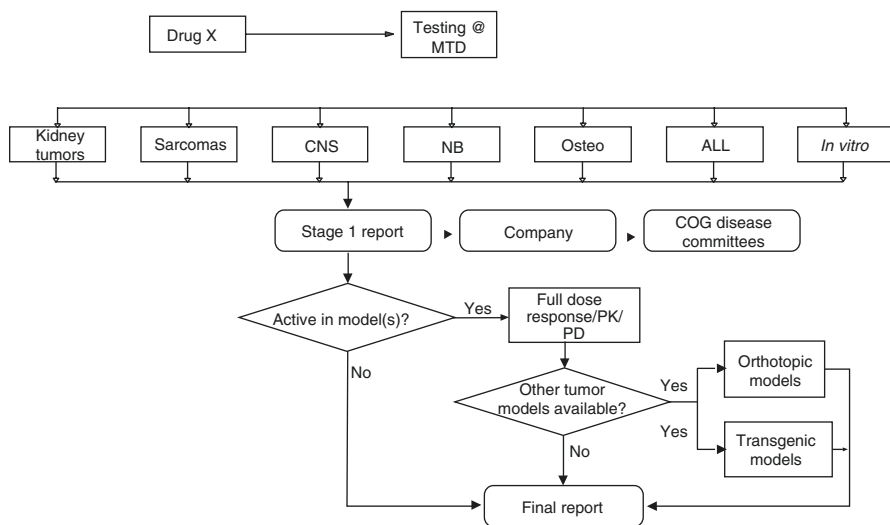 Drug X
Testing @
MTD
Kidney
tumors
Sarcomas
CNS
NB
Osteo
ALL
In vitro
Stage 1 report
Company
COG disease
committees
Active in model(s)?
Yes
Full dose
response/PK/
PD
No
Other tumor
models available?
Yes
Orthotopic
models
Yes
Transgenic
models
No
Final report